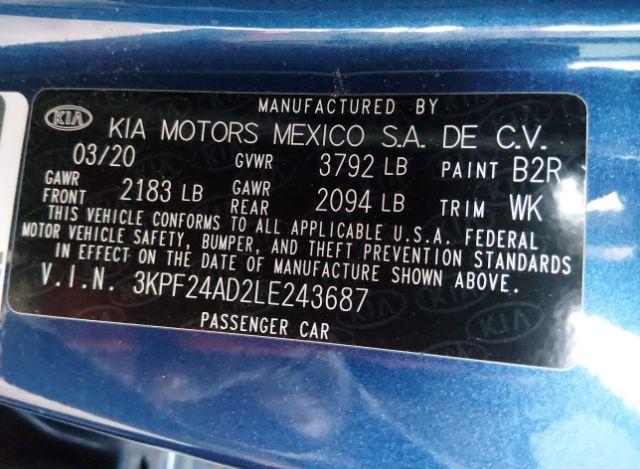 MANUFACTURED BY
KIA KIA MOTORS MEXICO S.A. DE C.V.
03/20 GVWR 3792 LB PAINT B2R
GAWR FRONT 2183 LB GAWR REAR 2094 LB TRIM WK
THIS VEHICLE CONFORMS TO ALL APPLICABLE U.S.A. FEDERAL
MOTOR VEHICLE SAFETY, BUMPER, AND THEFT PREVENTION STANDARDS
IN EFFECT ON THE DATE OF MANUFACTURE SHOWN ABOVE.
V.I.N. 3KPF24AD2LE243687
PASSENGER CAR